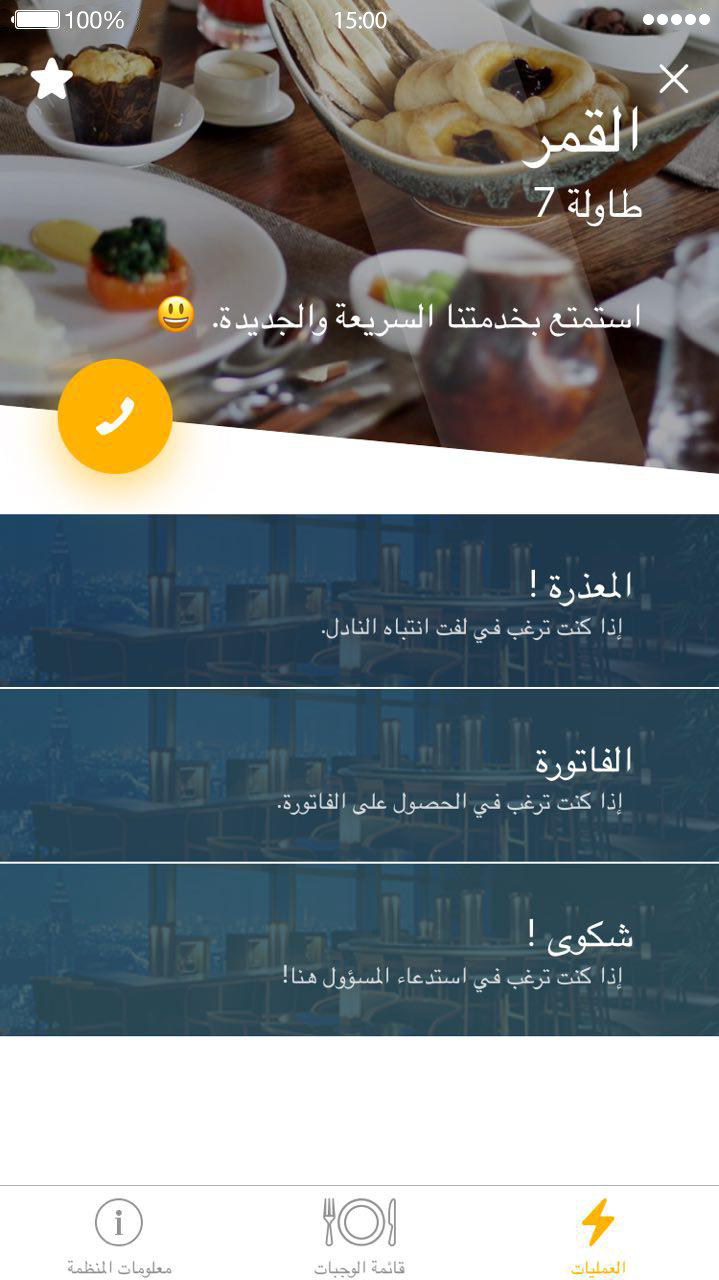 100%
15:00
القمر
طاولة 7
استمتع بخدمتنا السريعة والجديدة. 😃
المعذرة !
إذا كنت ترغب في لفت انتباه النادل.
الفاتورة
إذا كنت ترغب في الحصول على الفاتورة.
شكوى !
إذا كنت ترغب في استدعاء المسؤول هنا!
العمليات
قائمة الوجبات
معلومات المنظمة